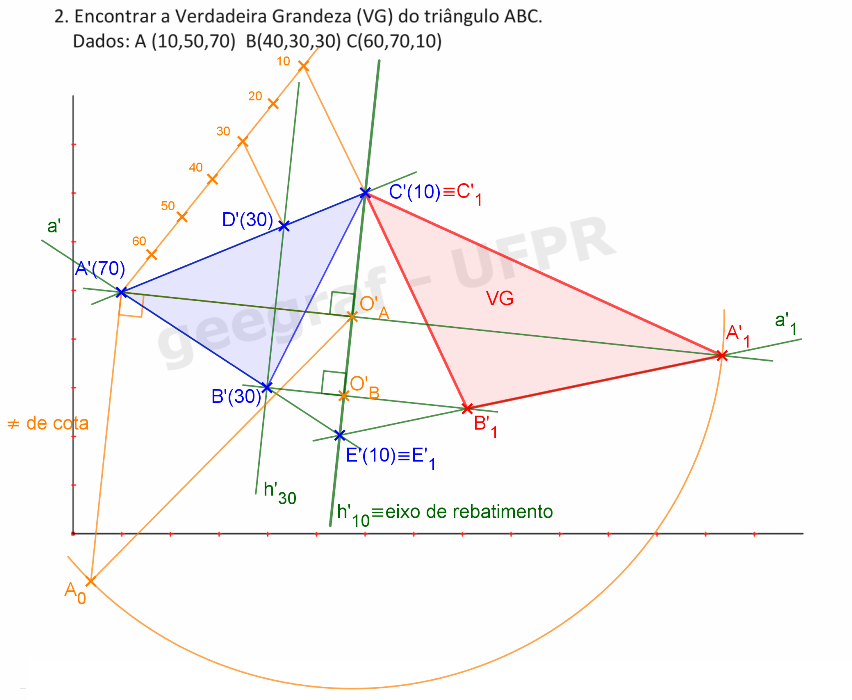 2. Encontrar a Verdadeira Grandeza (VG) do triângulo ABC.
Dados: A (10,50,70) B(40,30,30) C(60,70,10)
10
20
30
40
50
60
a'
A'(70)
D'(30)
C'(10)≡C'₁
VG
O'A
a'₁
A'₁
B'(30)
O'B
B'₁
≠ de cota
E'(10)≡E'₁
h'₃₀
h'₁₀≡eixo de rebatimento
A₀
geegraf - UFPR